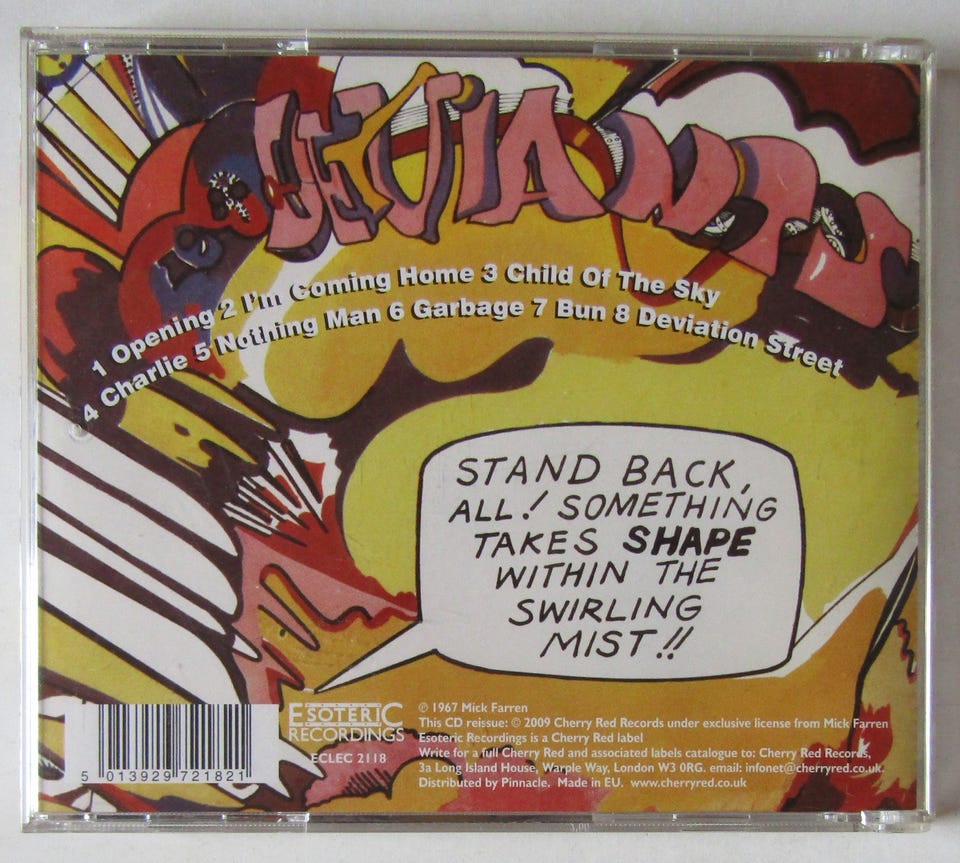 DEVIANTS
1 Opening 2 I'm Coming Home 3 Child Of The Sky
4 Charlie 5 Nothing Man 6 Garbage 7 Bun 8 Deviation Street
STAND BACK,
ALL! SOMETHING
TAKES SHAPE
WITHIN THE
SWIRLING
MIST!!
5 013929 721821
ESOTERIC
RECORDINGS
ECLEC 2118
℗ 1967 Mick Farren
This CD reissue: © 2009 Cherry Red Records under exclusive license from Mick Farren
Esoteric Recordings is a Cherry Red label
Write for a full Cherry Red and associated labels catalogue to: Cherry Red Records,
3a Long Island House, Warple Way, London W3 0RG. email: infonet@cherryred.co.uk.
Distributed by Pinnacle. Made in EU. www.cherryred.co.uk